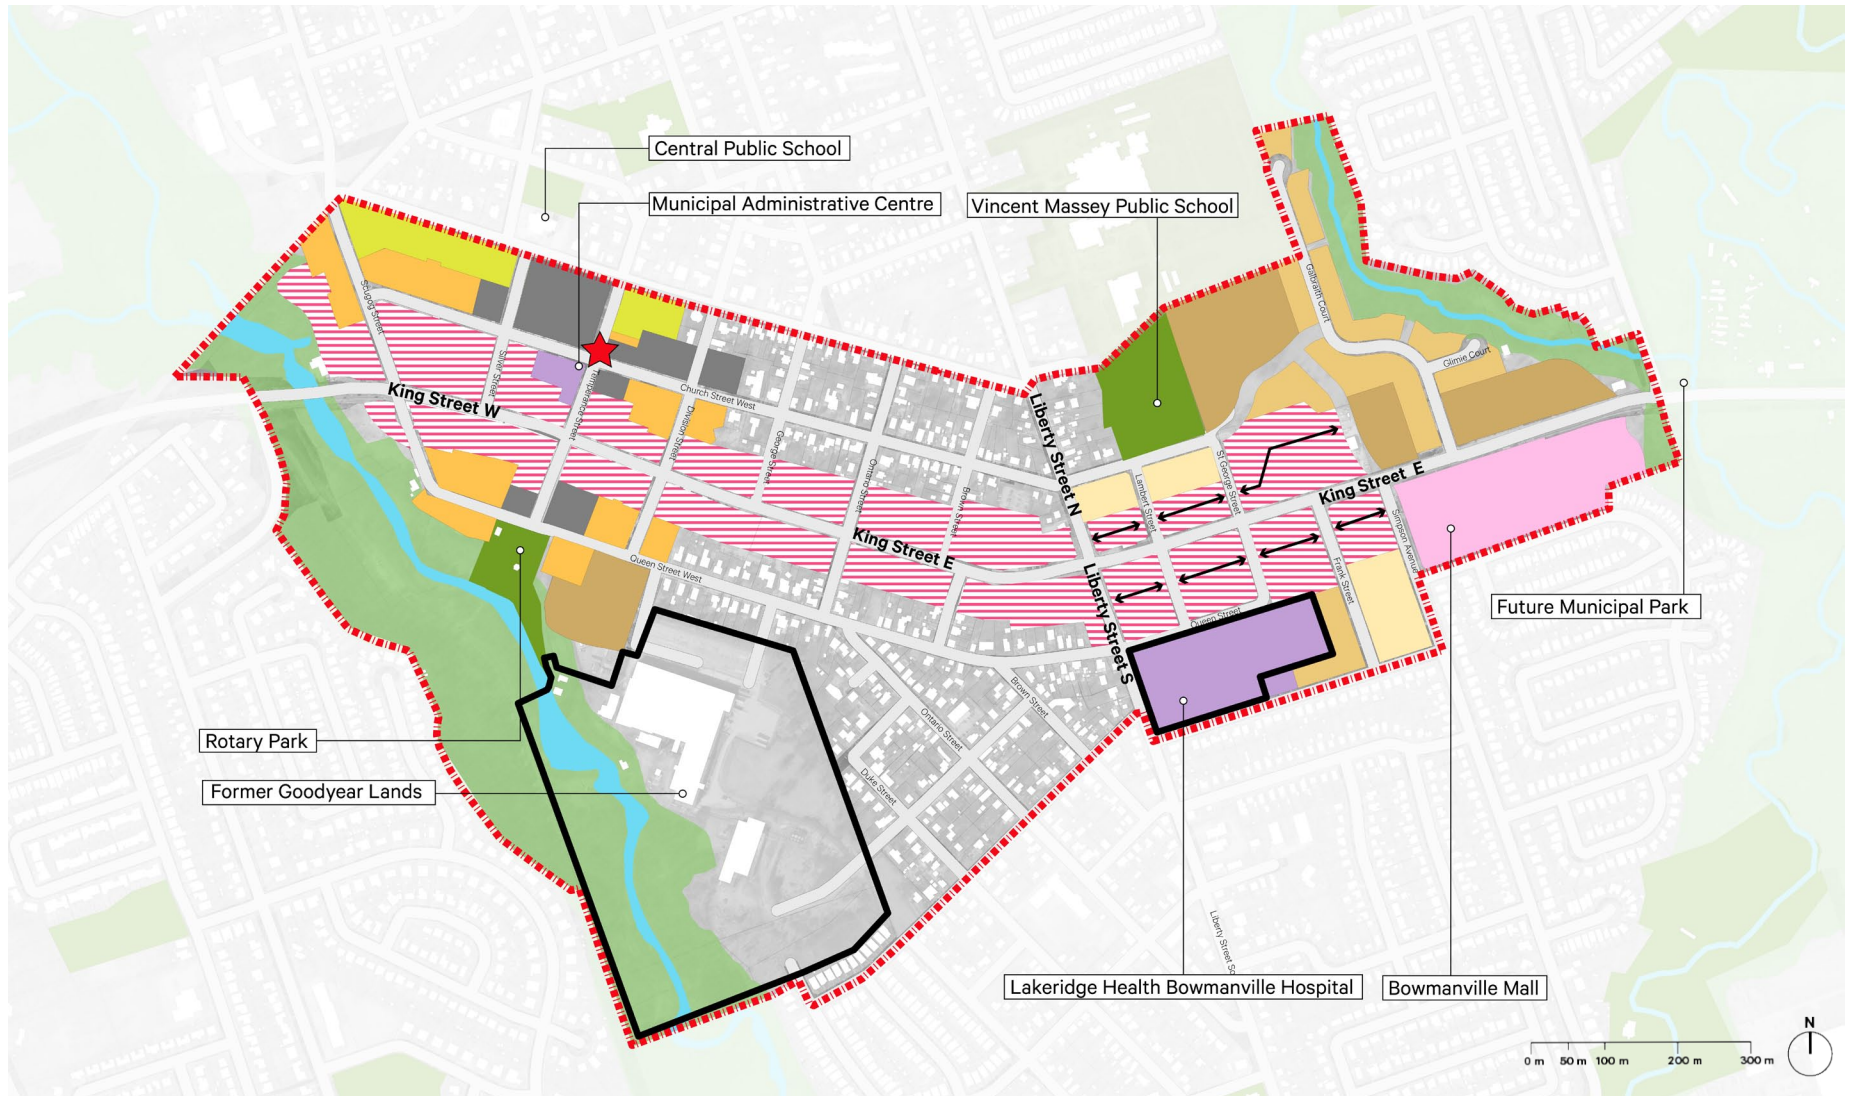 Central Public School
Municipal Administrative Centre
Vincent Massey Public School
Galbraith Court
Scugog Street
Glimie Court
Silver Street
Temperance Street
Church Street West
King Street W
Division Street
George Street
Ontario Street
Brown Street
Liberty Street N
Lambert Street
St George Street
King Street E
Simpson Avenue
King Street E
Queen Street West
Liberty Street S
Frank Street
Queen Street
Future Municipal Park
Brown Street
Ontario Street
Duke Street
Rotary Park
Former Goodyear Lands
Liberty Street So
Lakeridge Health Bowmanville Hospital
Bowmanville Mall
N
0 m 50 m 100 m 200 m 300 m